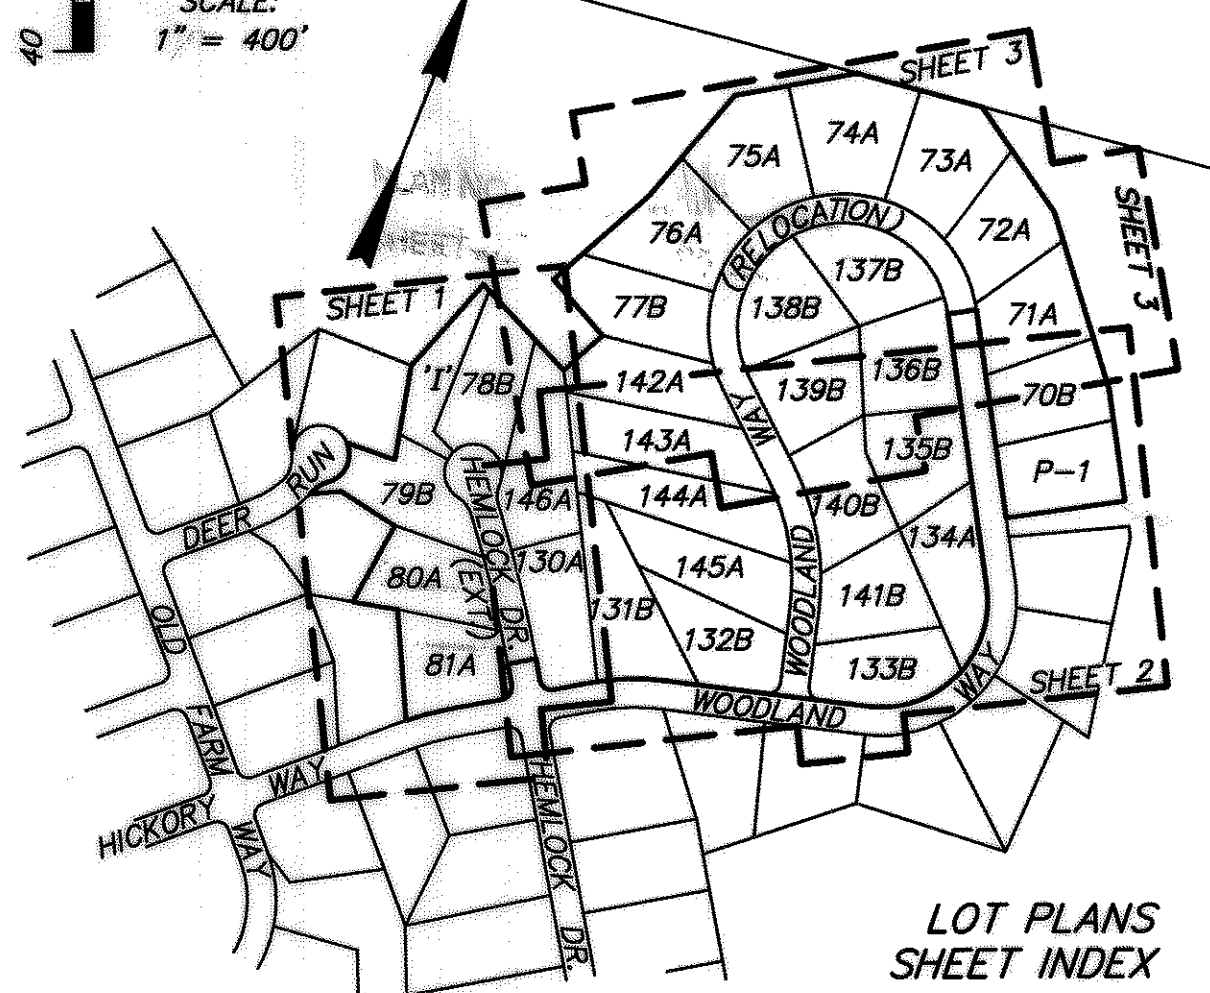 SCALE:
1" = 400'
40
SHEET 3
74A
75A
73A
SHEET 3
76A
(RELOCATION)
72A
137B
SHEET 1
77B
138B
71A
'I'
78B
142A
139B
136B
70B
WAY
143A
135B
RUN
P-1
79B
HEMLOCK DR.
(EXT.)
146A
144A
140B
DEER
134A
130A
145A
80A
131B
141B
OLD FARM WAY
132B
WOODLAND
81A
133B
WAY
SHEET 2
WOODLAND
WAY
HICKORY
HEMLOCK DR.
LOT PLANS
SHEET INDEX